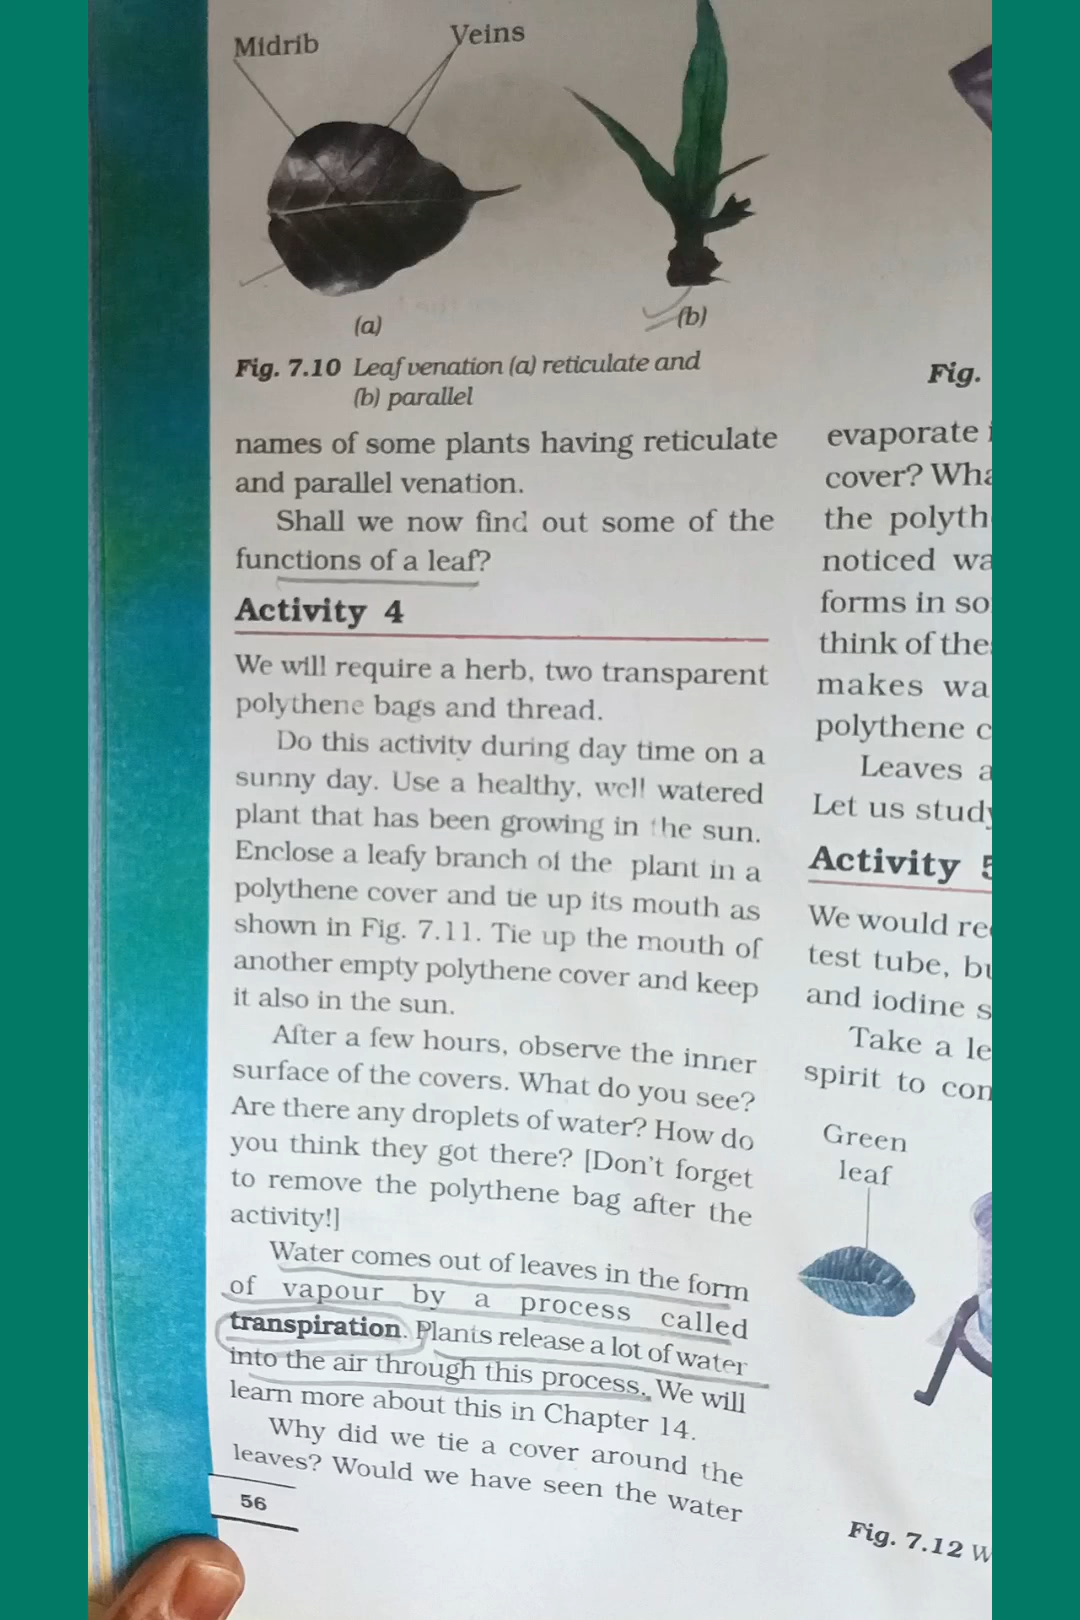 Midrib
Veins
(a)
(b)
Fig. 7.10 Leaf venation (a) reticulate and
(b) parallel
names of some plants having reticulate
and parallel venation.
Shall we now find out some of the
functions of a leaf?
Activity 4
We will require a herb, two transparent
polythene bags and thread.
Do this activity during day time on a
sunny day. Use a healthy, well watered
plant that has been growing in the sun.
Enclose a leafy branch of the plant in a
polythene cover and tie up its mouth as
shown in Fig. 7.11. Tie up the mouth of
another empty polythene cover and keep
it also in the sun.
After a few hours, observe the inner
surface of the covers. What do you see?
Are there any droplets of water? How do
you think they got there? [Don't forget
to remove the polythene bag after the
activity!]
Water comes out of leaves in the form
of vapour by a process called
transpiration. Plants release a lot of water
into the air through this process. We will
learn more about this in Chapter 14.
Why did we tie a cover around the
leaves? Would we have seen the water
56
Fig.
evaporate
cover?
the
noticed
forms in
think of
makes
polythene
Leaves
Let us
Activity 5
We would
test tube,
and iodine
Take a
spirit to
Green
leaf
Fig. 7.12